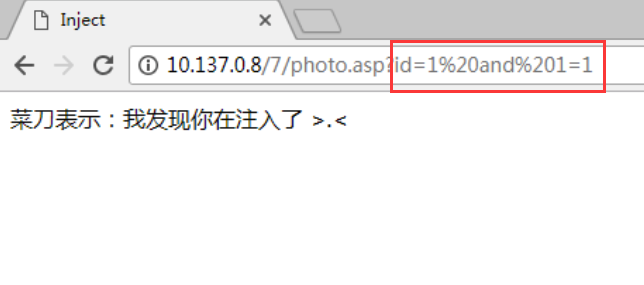 Inject
10.137.0.8/7/photo.asp?id=1%20and%201=1
菜刀表示：我发现你在注入了 >.<